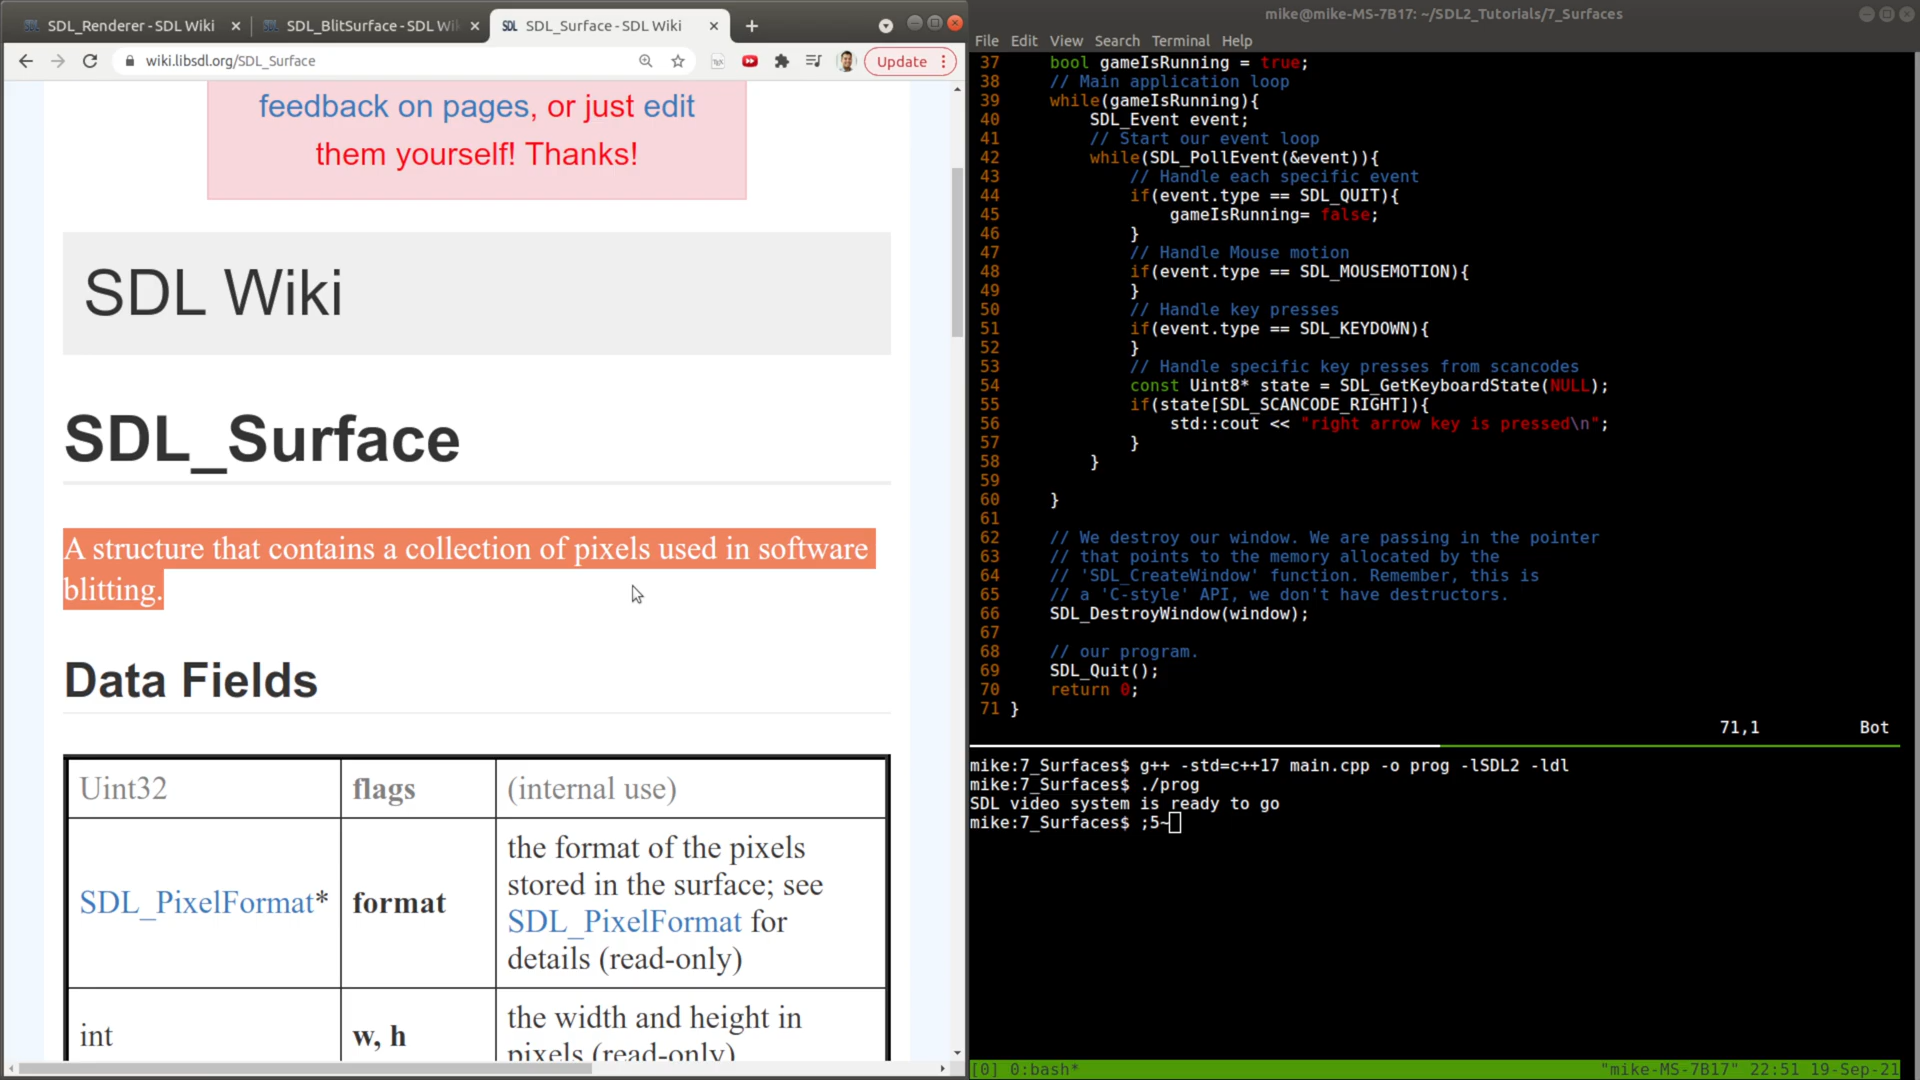 SDL_Renderer - SDL Wiki
SDL_BlitSurface - SDL Wi
SDL_Surface - SDL Wiki
wiki.libsdl.org/SDL_Surface
Update
feedback on pages, or just edit
them yourself! Thanks!
SDL Wiki
SDL_Surface
A structure that contains a collection of pixels used in software
blitting.
Data Fields
Uint32 flags (internal use)
SDL_PixelFormat* format the format of the pixels
stored in the surface; see
SDL_PixelFormat for
details (read-only)
int w, h the width and height in
pixels (read-only)
mike@mike-MS-7B17: ~/SDL2_Tutorials/7_Surfaces
File Edit View Search Terminal Help
37     bool gameIsRunning = true;
38     // Main application loop
39     while(gameIsRunning){
40         SDL_Event event;
41         // Start our event loop
42         while(SDL_PollEvent(&event)){
43             // Handle each specific event
44             if(event.type == SDL_QUIT){
45                 gameIsRunning= false;
46             }
47             // Handle Mouse motion
48             if(event.type == SDL_MOUSEMOTION){
49             }
50             // Handle key presses
51             if(event.type == SDL_KEYDOWN){
52             }
53             // Handle specific key presses from scancodes
54             const Uint8* state = SDL_GetKeyboardState(NULL);
55             if(state[SDL_SCANCODE_RIGHT]){
56                 std::cout << "right arrow key is pressed\n";
57             }
58         }
59
60     }
61
62     // We destroy our window. We are passing in the pointer
63     // that points to the memory allocated by the
64     // 'SDL_CreateWindow' function. Remember, this is
65     // a 'C-style' API, we don't have destructors.
66     SDL_DestroyWindow(window);
67
68     // our program.
69     SDL_Quit();
70     return 0;
71 }
71,1 Bot
mike:7_Surfaces$ g++ -std=c++17 main.cpp -o prog -lSDL2 -ldl
mike:7_Surfaces$ ./prog
SDL video system is ready to go
mike:7_Surfaces$ ;5~
[0] 0:bash* "mike-MS-7B17" 22:51 19-Sep-21